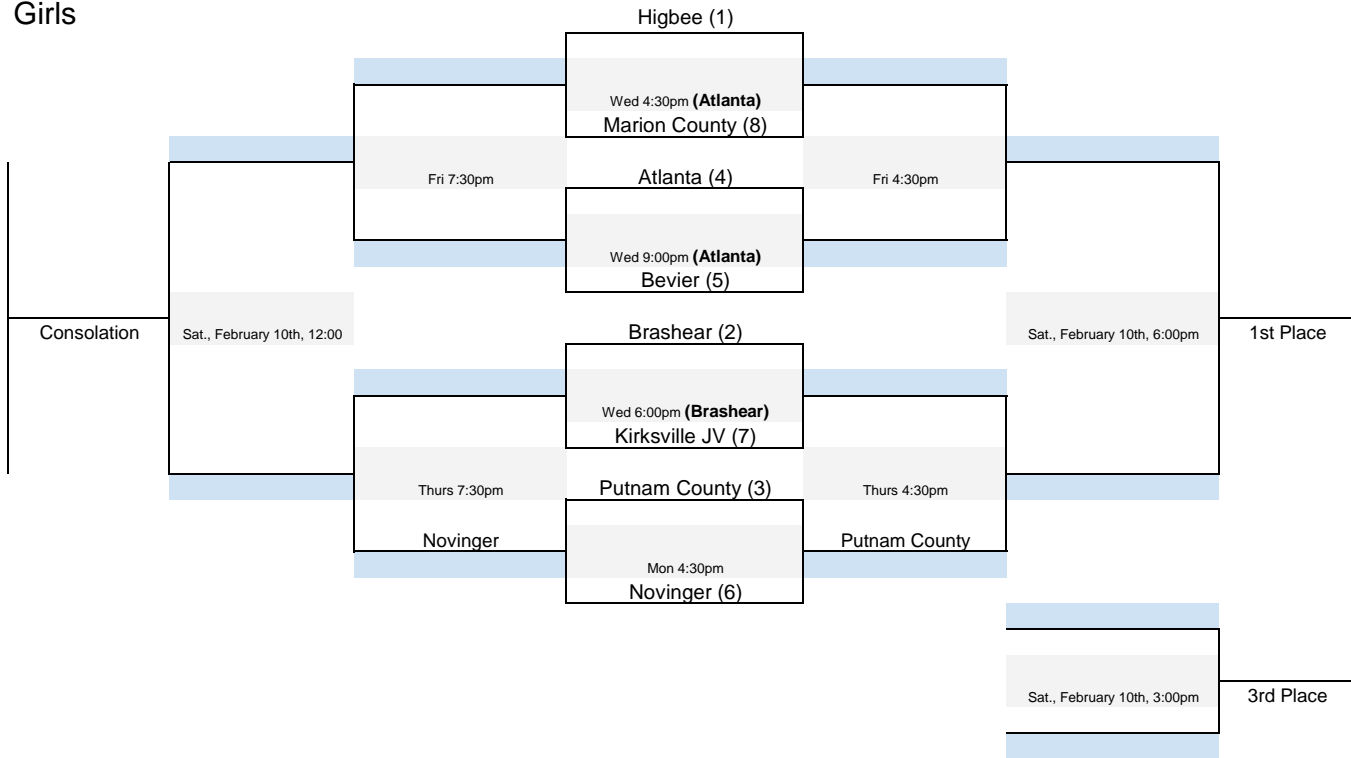 Girls
Higbee (1)
Wed 4:30pm (Atlanta)
Marion County (8)
Fri 7:30pm
Atlanta (4)
Fri 4:30pm
Wed 9:00pm (Atlanta)
Bevier (5)
Consolation
Sat., February 10th, 12:00
Brashear (2)
Sat., February 10th, 6:00pm
1st Place
Wed 6:00pm (Brashear)
Kirksville JV (7)
Thurs 7:30pm
Putnam County (3)
Thurs 4:30pm
Novinger
Putnam County
Mon 4:30pm
Novinger (6)
Sat., February 10th, 3:00pm
3rd Place